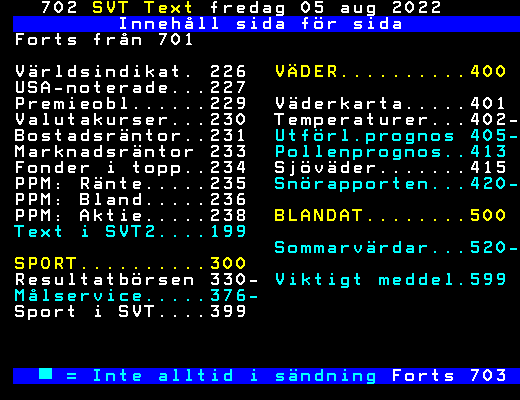 702 SVT Text fredag 05 aug 2022
Innehåll sida för sida
Forts från 701
Världsindikat. 226
USA-noterade...227
Premieobl......229
Valutakurser...230
Bostadsräntor..231
Marknadsräntor 233
Fonder i topp..234
PPM: Ränte.....235
PPM: Bland.....236
PPM: Aktie.....238
Text i SVT2....199
SPORT..........300
Resultatbörsen 330-
Målservice.....376-
Sport i SVT....399
VÄDER..........400
Väderkarta.....401
Temperaturer...402-
Utförl.prognos 405-
Pollenprognos..413
Sjöväder.......415
Snörapporten...420-
BLANDAT........500
Sommarvärdar...520-
Viktigt meddel.599
= Inte alltid i sändning Forts 703